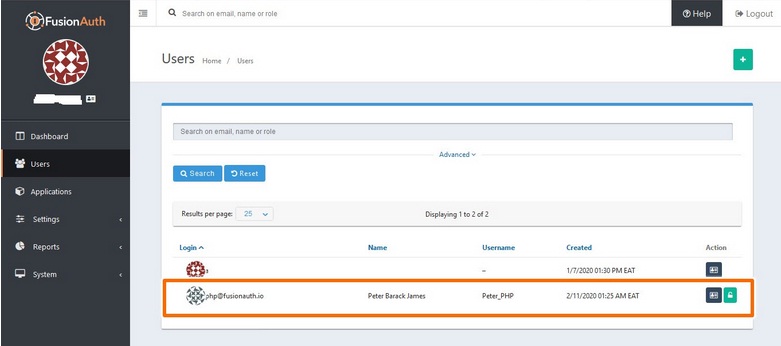 FusionAuth
Search on email, name or role
Help
Logout
Users
Home / Users
+
Dashboard
Users
Applications
Settings
Reports
System
Search on email, name or role
Advanced
Search
Reset
Results per page: 25
Displaying 1 to 2 of 2
Login Name Username Created Action
– 1/7/2020 01:30 PM EAT
php@fusionauth.io Peter Barack James Peter_PHP 2/11/2020 01:25 AM EAT